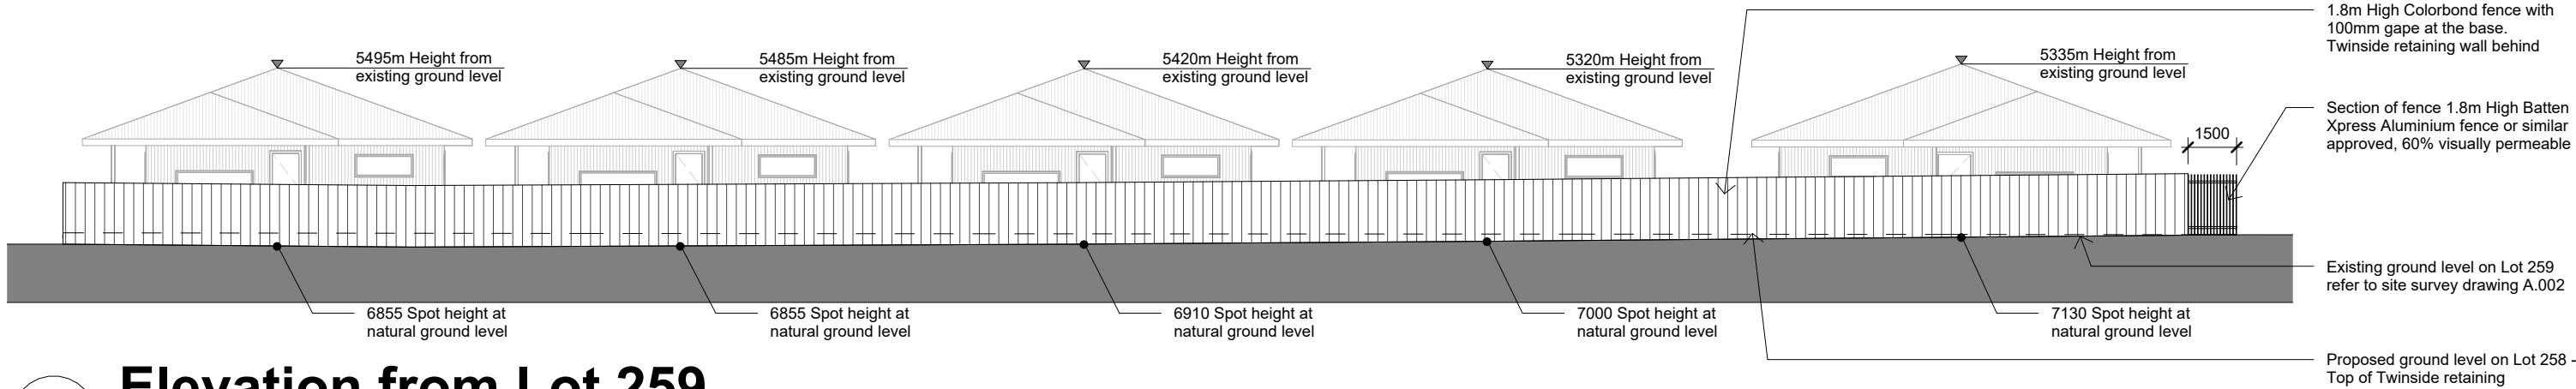 5495m Height from
existing ground level
5485m Height from
existing ground level
5420m Height from
existing ground level
5320m Height from
existing ground level
5335m Height from
existing ground level
1.8m High Colorbond fence with
100mm gape at the base.
Twinside retaining wall behind
Section of fence 1.8m High Batten
Xpress Aluminium fence or similar
approved, 60% visually permeable
1500
Existing ground level on Lot 259
refer to site survey drawing A.002
6855 Spot height at
natural ground level
6855 Spot height at
natural ground level
6910 Spot height at
natural ground level
7000 Spot height at
natural ground level
7130 Spot height at
natural ground level
Proposed ground level on Lot 258 -
Top of Twinside retaining
Elevation from Lot 259